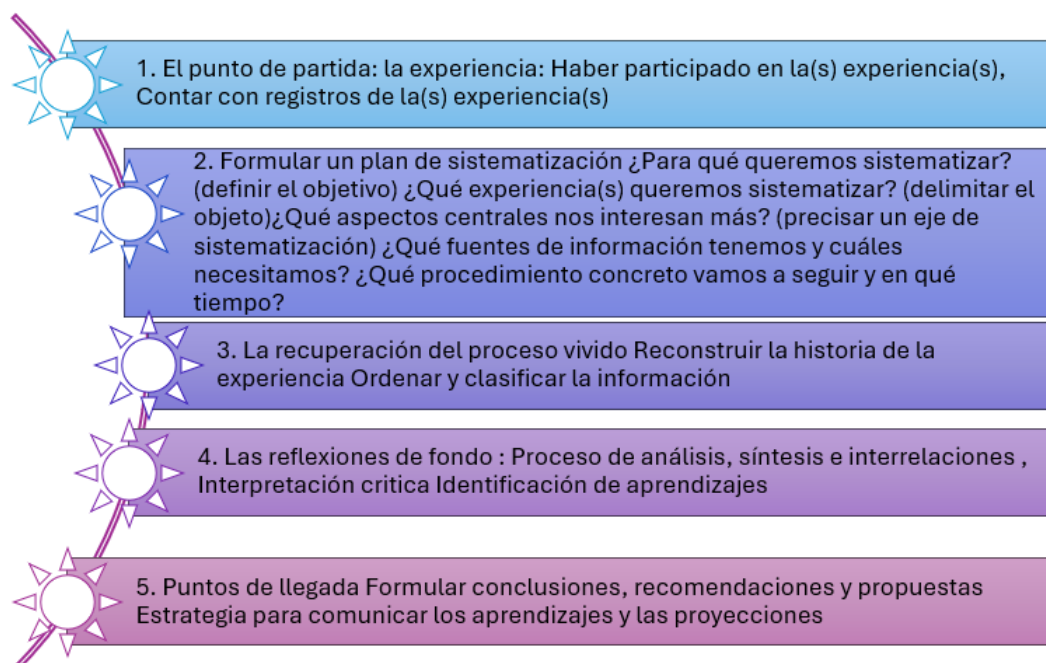 1. El punto de partida: la experiencia: Haber participado en la(s) experiencia(s),
Contar con registros de la(s) experiencia(s)
2. Formular un plan de sistematización ¿Para qué queremos sistematizar?
(definir el objetivo) ¿Qué experiencia(s) queremos sistematizar? (delimitar el
objeto)¿Qué aspectos centrales nos interesan más? (precisar un eje de
sistematización) ¿Qué fuentes de información tenemos y cuáles
necesitamos? ¿Qué procedimiento concreto vamos a seguir y en qué
tiempo?
3. La recuperación del proceso vivido Reconstruir la historia de la
experiencia Ordenar y clasificar la información
4. Las reflexiones de fondo : Proceso de análisis, síntesis e interrelaciones ,
Interpretación critica Identificación de aprendizajes
5. Puntos de llegada Formular conclusiones, recomendaciones y propuestas
Estrategia para comunicar los aprendizajes y las proyecciones